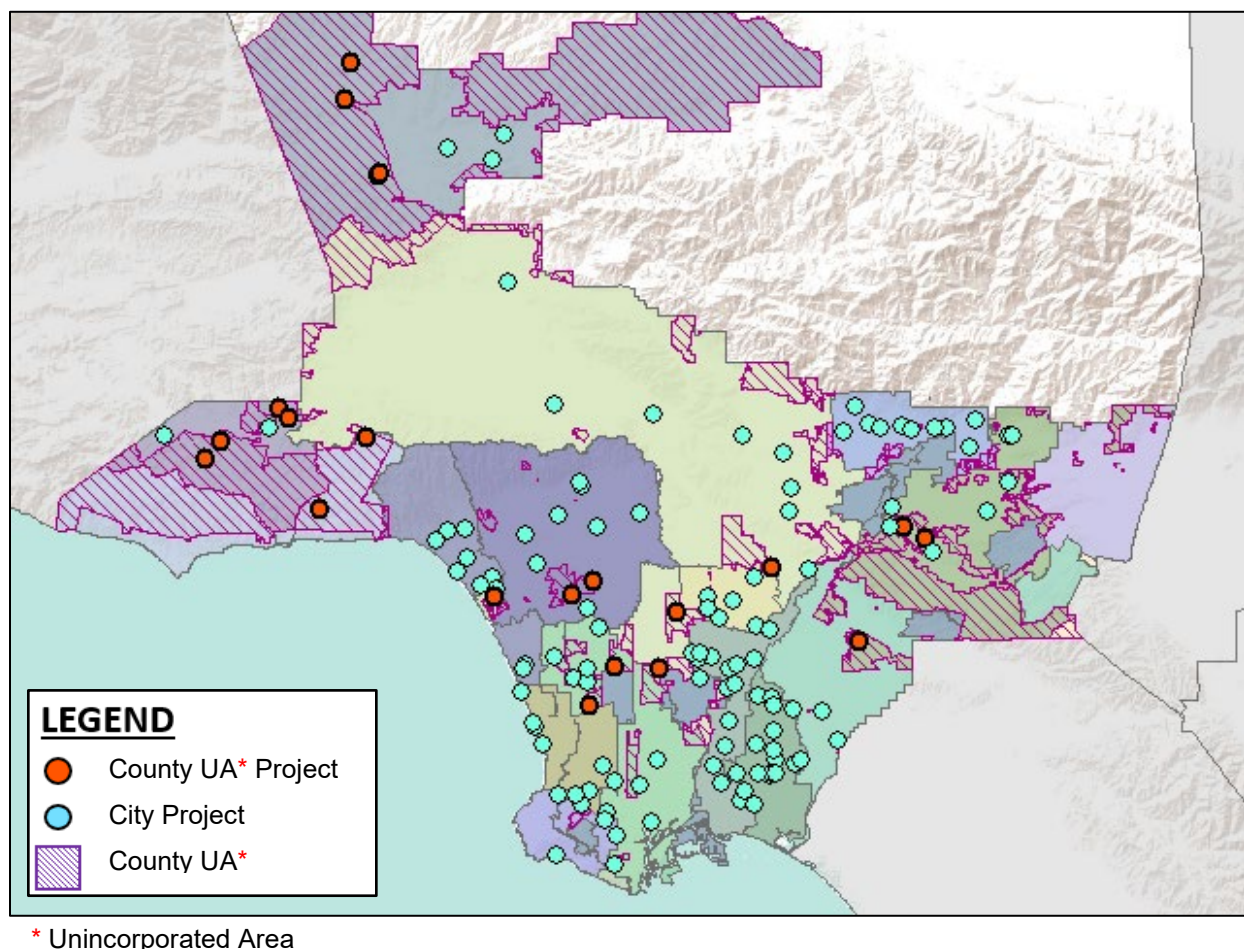 LEGEND
County UA* Project
City Project
County UA*
* Unincorporated Area